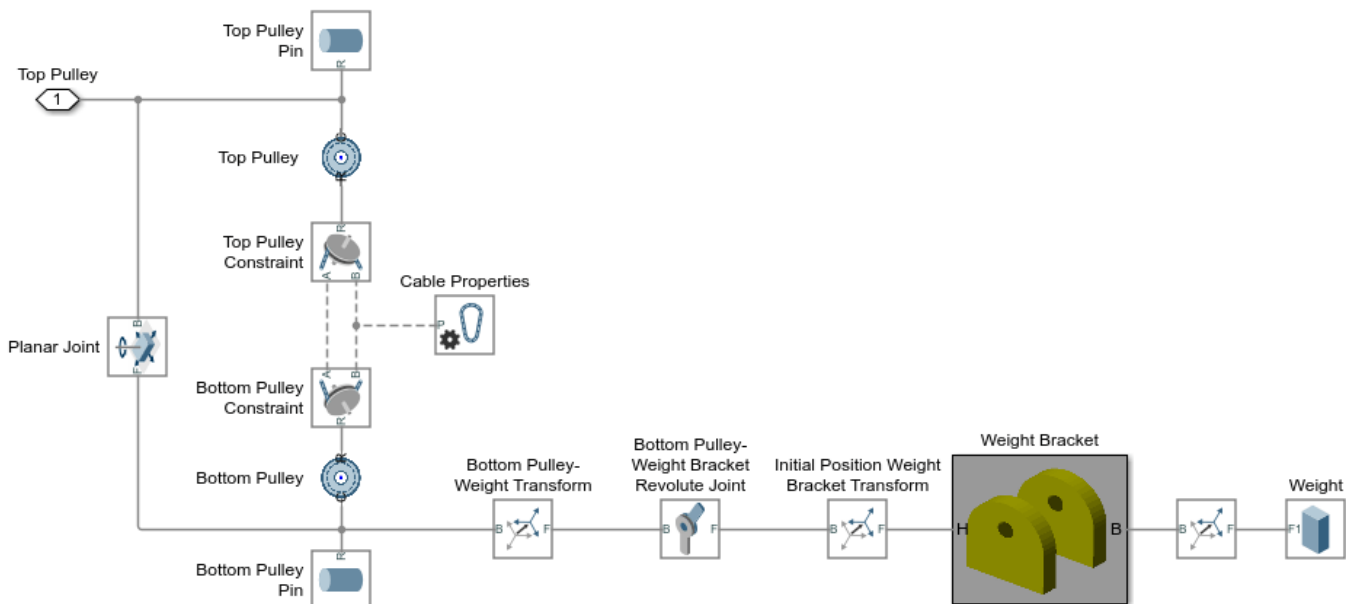 Top Pulley
Pin
R
Top Pulley
1
C
Top Pulley
R
R
Top Pulley
Constraint
A B
Cable Properties
P
B
Planar Joint
F
A B
Bottom Pulley
Constraint
R
R
Bottom Pulley
C
Bottom Pulley-
Weight Transform
B F
Bottom Pulley-
Weight Bracket
Revolute Joint
B F
Initial Position Weight
Bracket Transform
B F
Weight Bracket
H B
B F
Weight
F1
R
Bottom Pulley
Pin